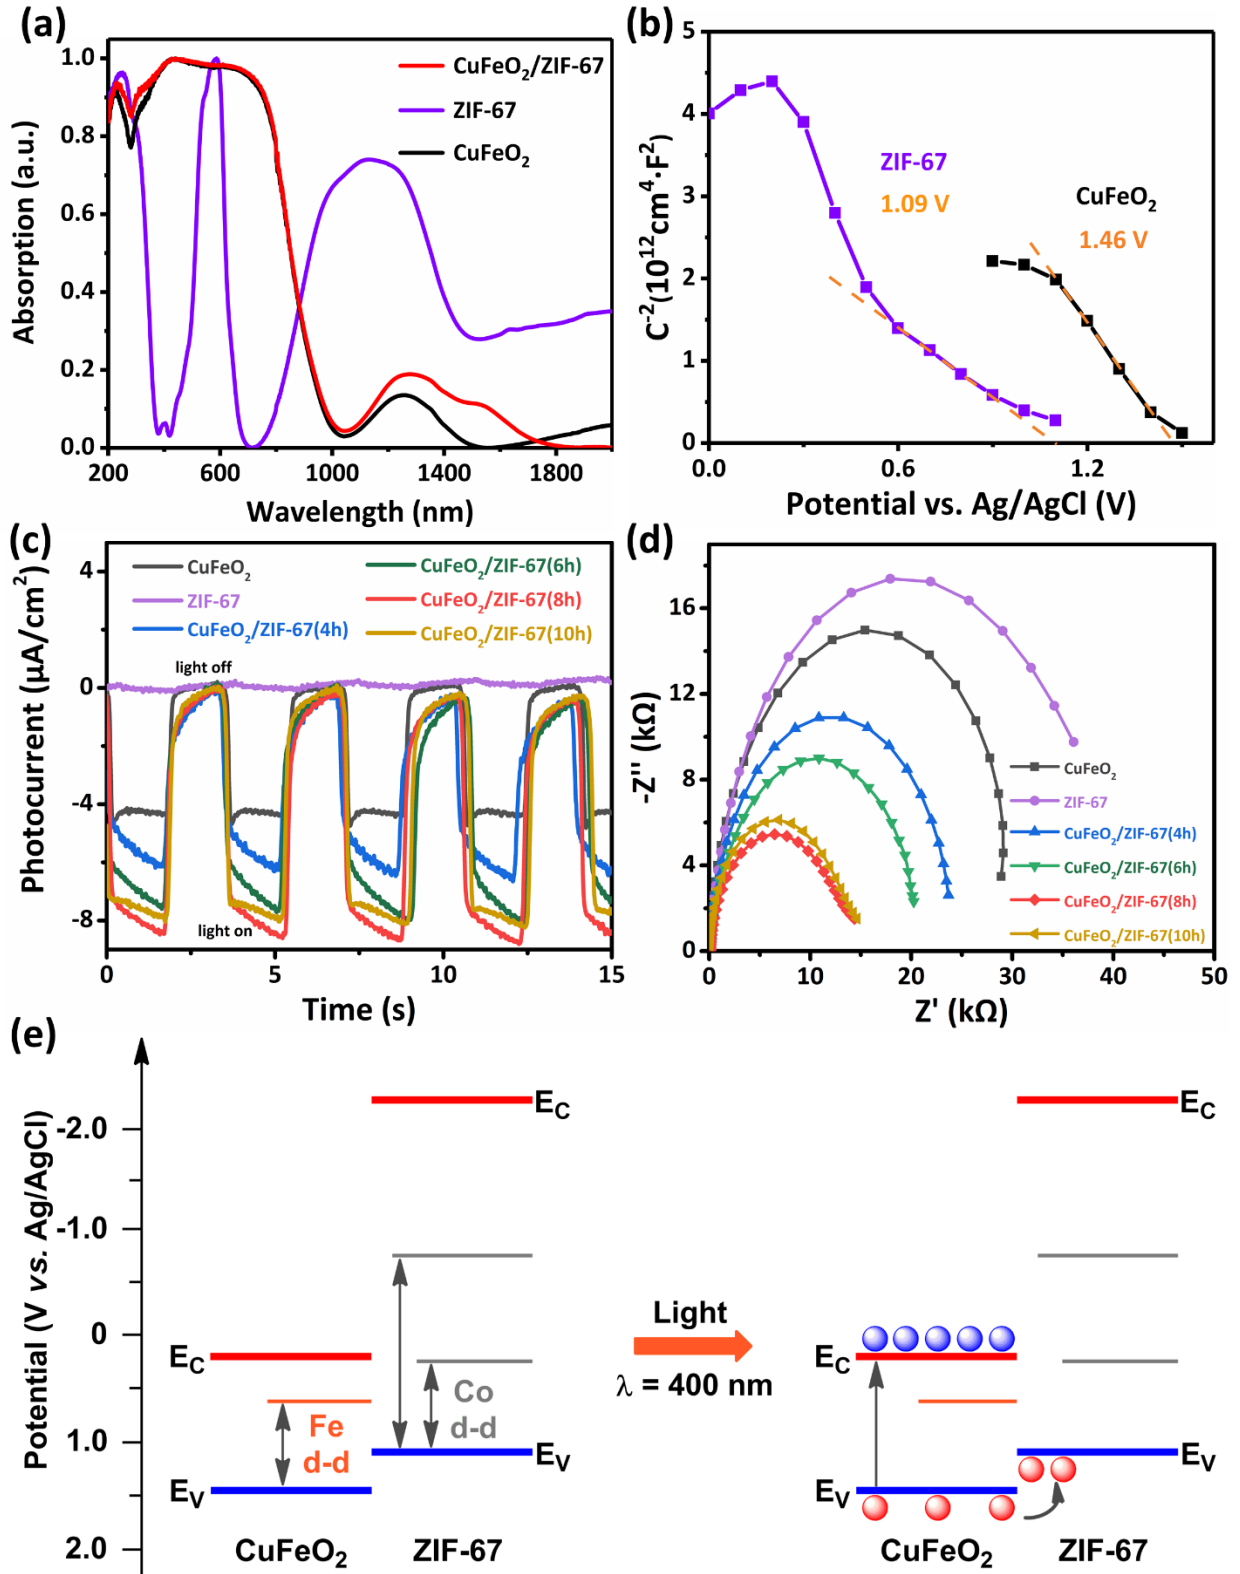 (a)
CuFeO2/ZIF-67
ZIF-67
CuFeO2
Absorption (a.u.)
1.0
0.8
0.6
0.4
0.2
0.0
200 600 1000 1400 1800
Wavelength (nm)
(b)
C-2(1012cm4·F2)
5
4
3
2
1
0
ZIF-67
1.09 V
CuFeO2
1.46 V
0.0 0.6 1.2
Potential vs. Ag/AgCl (V)
(c)
Photocurrent (μA/cm2)
4
0
-4
-8
CuFeO2
ZIF-67
CuFeO2/ZIF-67(4h)
CuFeO2/ZIF-67(6h)
CuFeO2/ZIF-67(8h)
CuFeO2/ZIF-67(10h)
light off
light on
0 5 10 15
Time (s)
(d)
-Z'' (kΩ)
16
12
8
4
0
CuFeO2
ZIF-67
CuFeO2/ZIF-67(4h)
CuFeO2/ZIF-67(6h)
CuFeO2/ZIF-67(8h)
CuFeO2/ZIF-67(10h)
0 10 20 30 40 50
Z' (kΩ)
(e)
Potential (V vs. Ag/AgCl)
-2.0
-1.0
0
1.0
2.0
EC
EC
Fe
d-d
Co
d-d
EV
EV
CuFeO2 ZIF-67
Light
λ = 400 nm
EC
EC
EV
EV
CuFeO2 ZIF-67